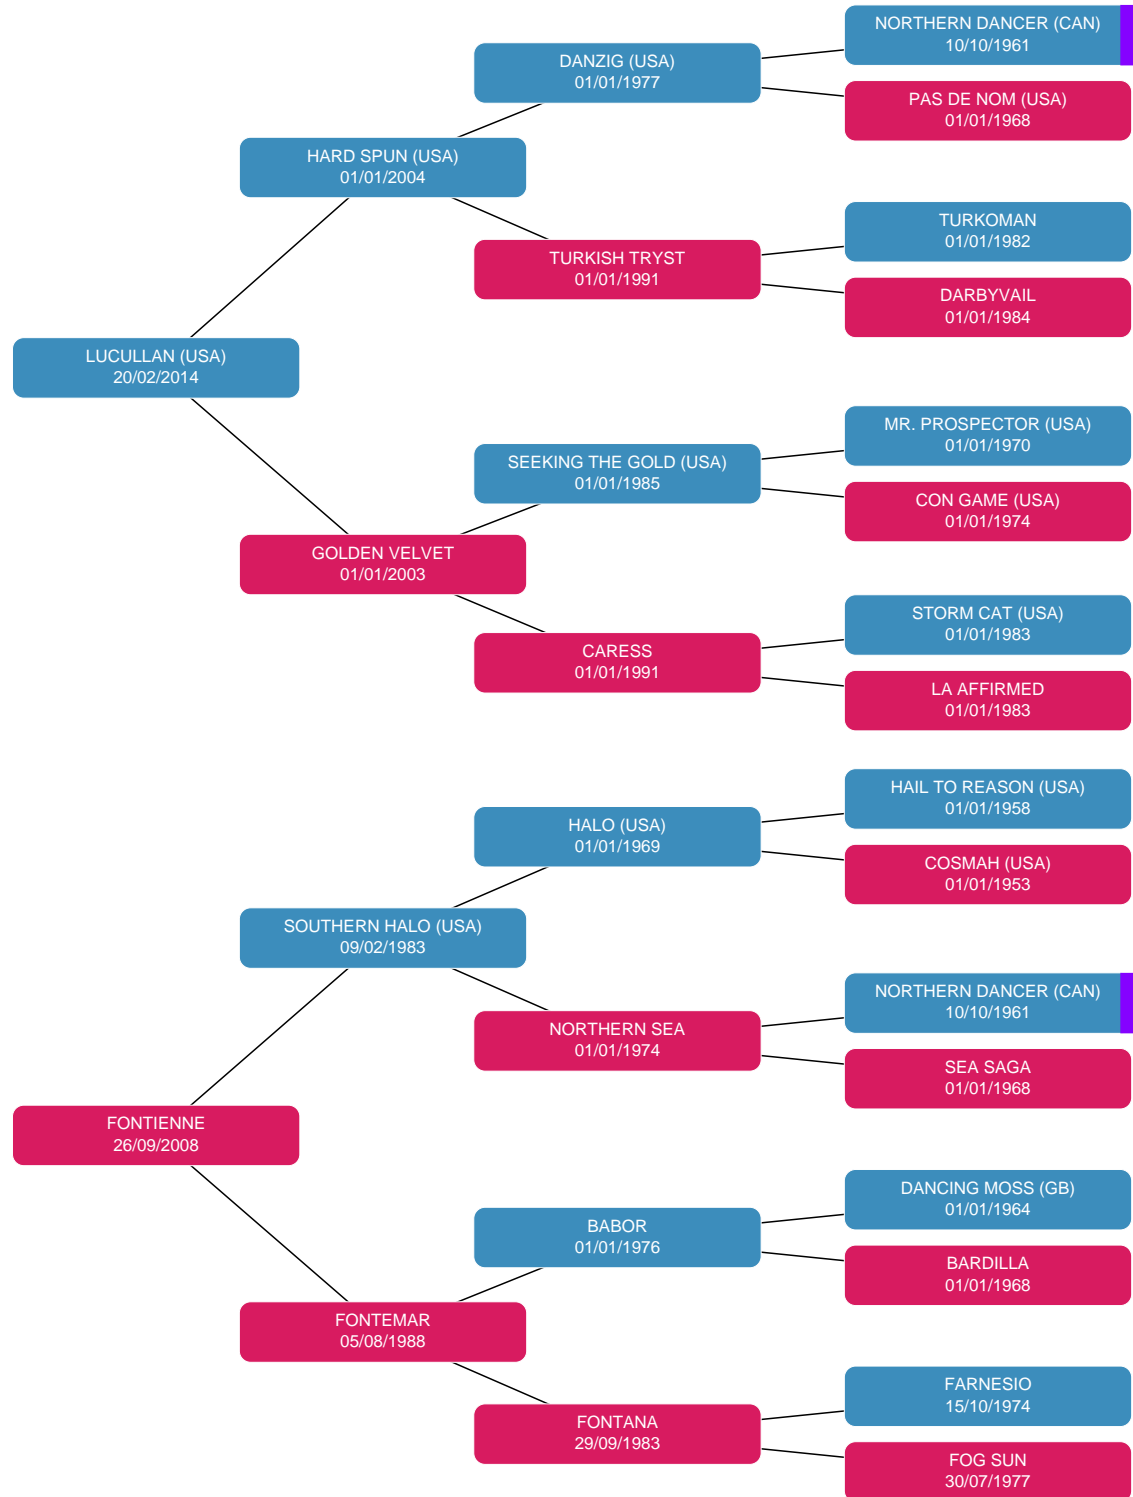 NORTHERN DANCER (CAN)
10/10/1961
DANZIG (USA)
01/01/1977
PAS DE NOM (USA)
01/01/1968
HARD SPUN (USA)
01/01/2004
TURKOMAN
01/01/1982
TURKISH TRYST
01/01/1991
DARBYVAIL
01/01/1984
LUCULLAN (USA)
20/02/2014
MR. PROSPECTOR (USA)
01/01/1970
SEEKING THE GOLD (USA)
01/01/1985
CON GAME (USA)
01/01/1974
GOLDEN VELVET
01/01/2003
STORM CAT (USA)
01/01/1983
CARESS
01/01/1991
LA AFFIRMED
01/01/1983
HAIL TO REASON (USA)
01/01/1958
HALO (USA)
01/01/1969
COSMAH (USA)
01/01/1953
SOUTHERN HALO (USA)
09/02/1983
NORTHERN DANCER (CAN)
10/10/1961
NORTHERN SEA
01/01/1974
SEA SAGA
01/01/1968
FONTIENNE
26/09/2008
DANCING MOSS (GB)
01/01/1964
BABOR
01/01/1976
BARDILLA
01/01/1968
FONTEMAR
05/08/1988
FARNESIO
15/10/1974
FONTANA
29/09/1983
FOG SUN
30/07/1977